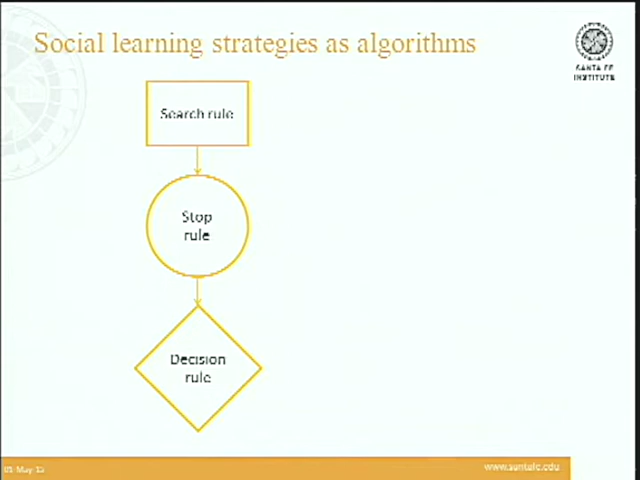 Social learning strategies as algorithms
SANTA FE
INSTITUTE
Search rule
Stop
rule
Decision
rule
www.santafe.edu